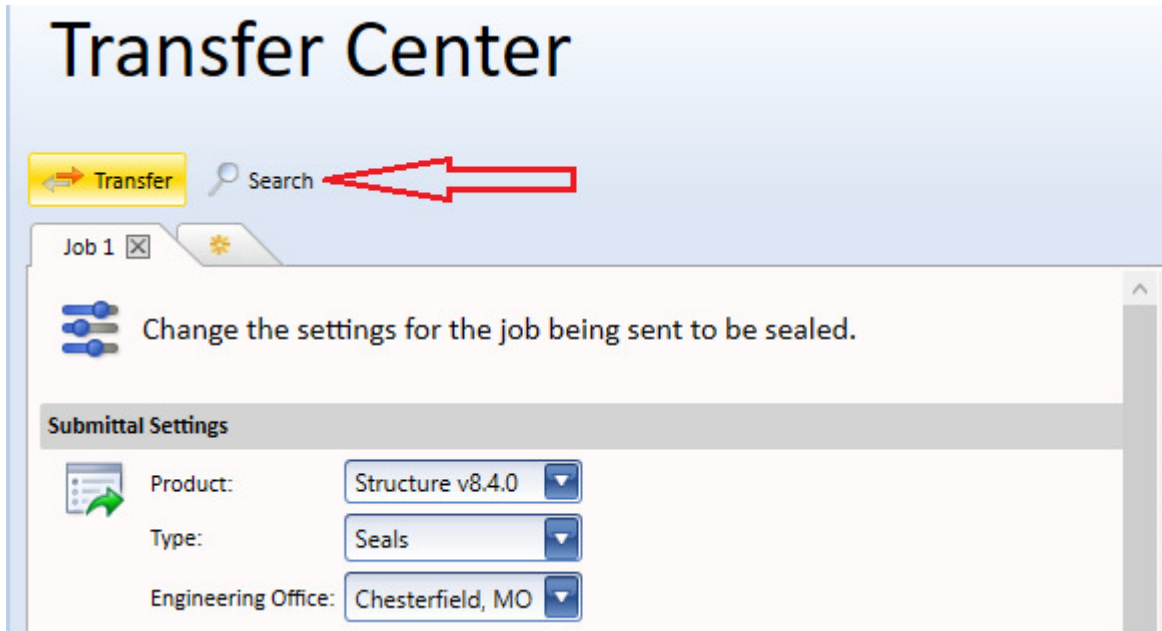 Transfer Center
Transfer Search
Job 1
Change the settings for the job being sent to be sealed.
Submittal Settings
Product: Structure v8.4.0
Type: Seals
Engineering Office: Chesterfield, MO